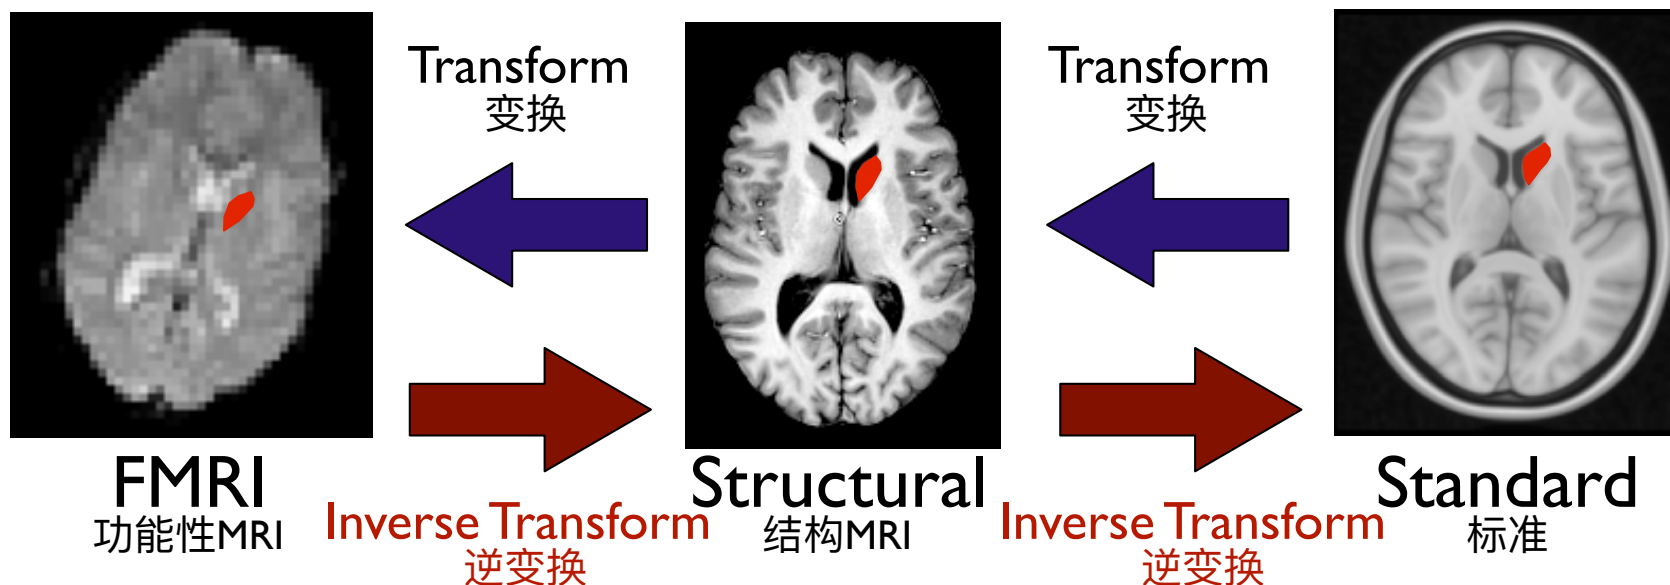 Transform
变换
Transform
变换
FMRI
功能性MRI
Inverse Transform
逆变换
Structural
结构MRI
Inverse Transform
逆变换
Standard
标准